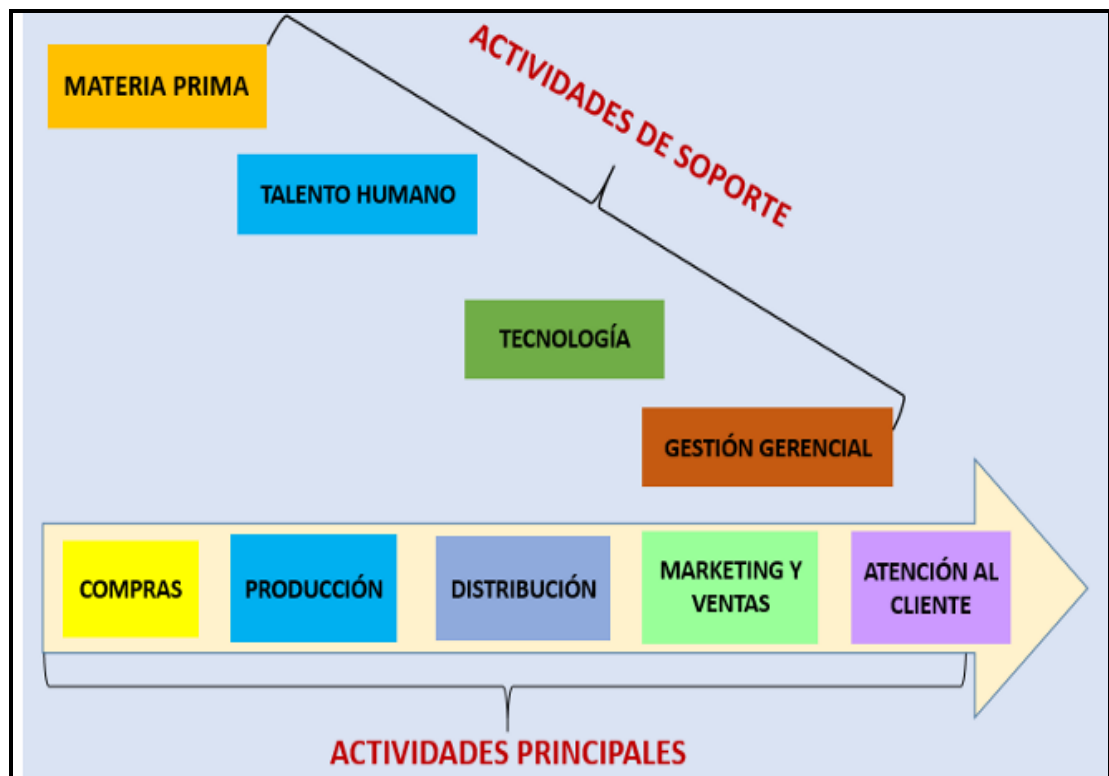 ACTIVIDADES DE SOPORTE
MATERIA PRIMA
TALENTO HUMANO
TECNOLOGÍA
GESTIÓN GERENCIAL
COMPRAS
PRODUCCIÓN
DISTRIBUCIÓN
MARKETING Y
VENTAS
ATENCIÓN AL
CLIENTE
ACTIVIDADES PRINCIPALES